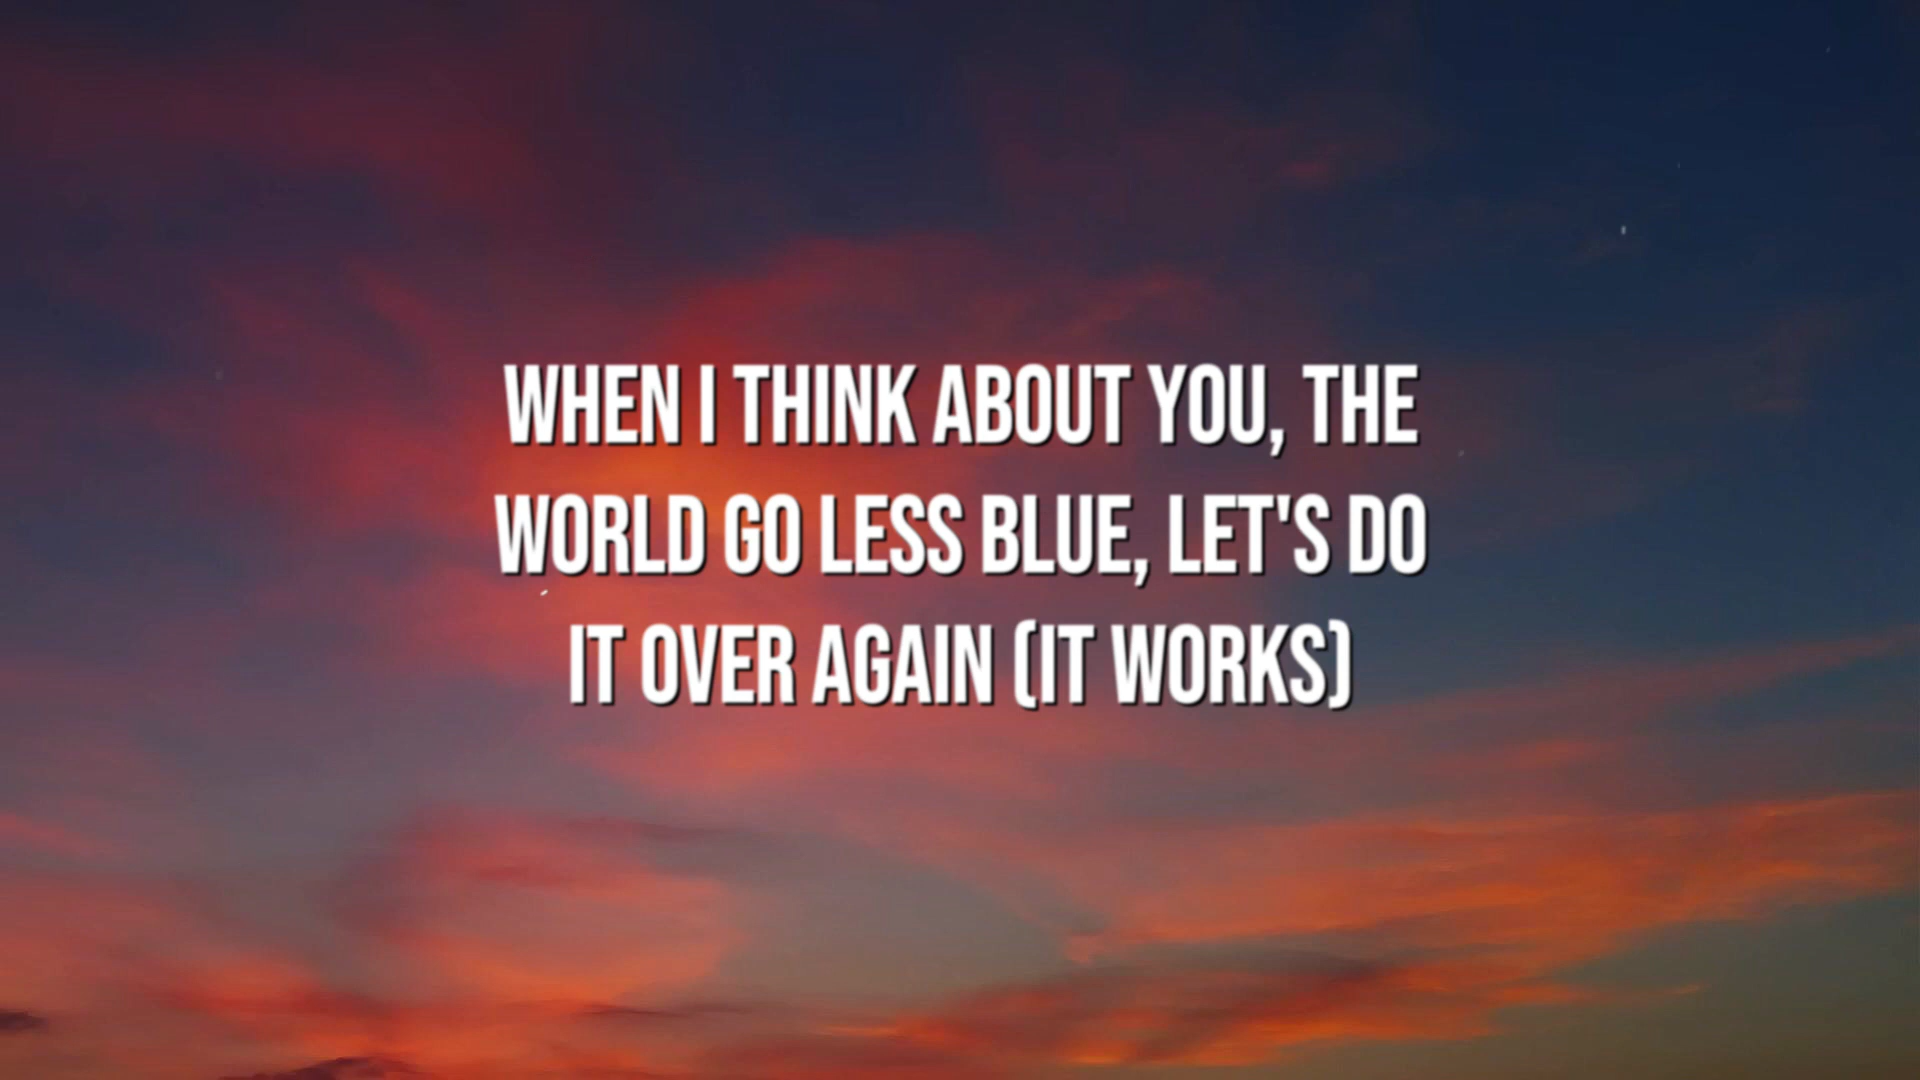 WHEN I THINK ABOUT YOU, THE
WORLD GO LESS BLUE, LET'S DO
IT OVER AGAIN (IT WORKS)